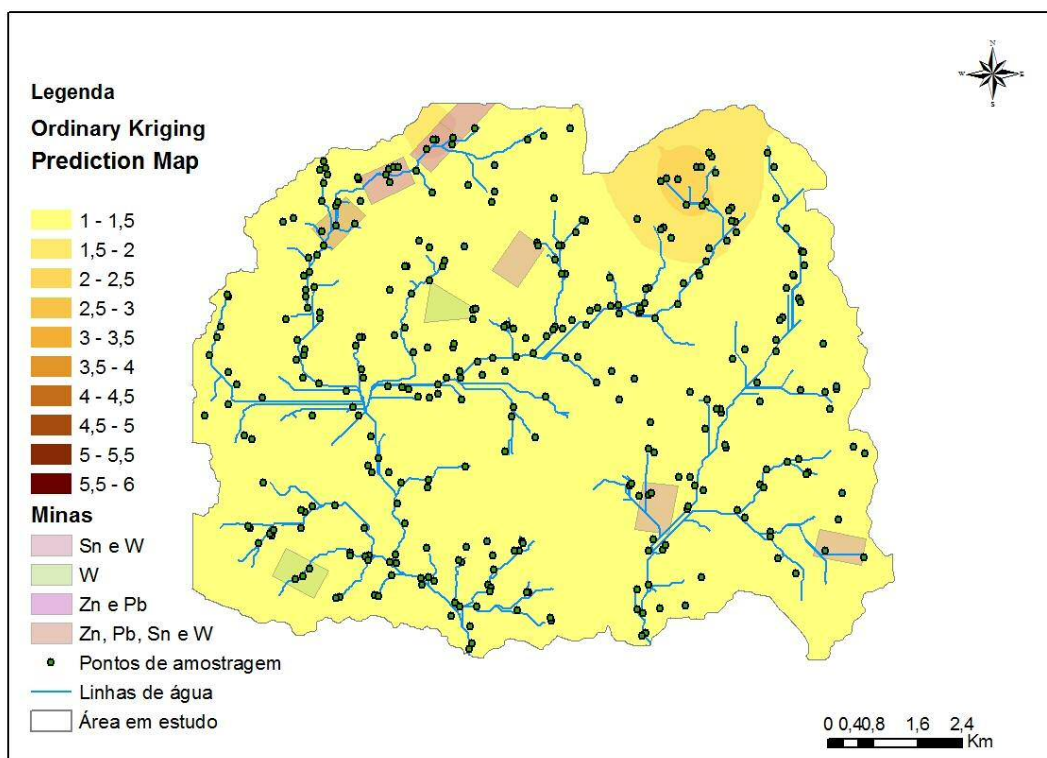 N
W
E
S
Legenda
Ordinary Kriging
Prediction Map
1 - 1,5
1,5 - 2
2 - 2,5
2,5 - 3
3 - 3,5
3,5 - 4
4 - 4,5
4,5 - 5
5 - 5,5
5,5 - 6
Minas
Sn e W
W
Zn e Pb
Zn, Pb, Sn e W
Pontos de amostragem
Linhas de água
Área em estudo
0 0,40,8 1,6 2,4
Km